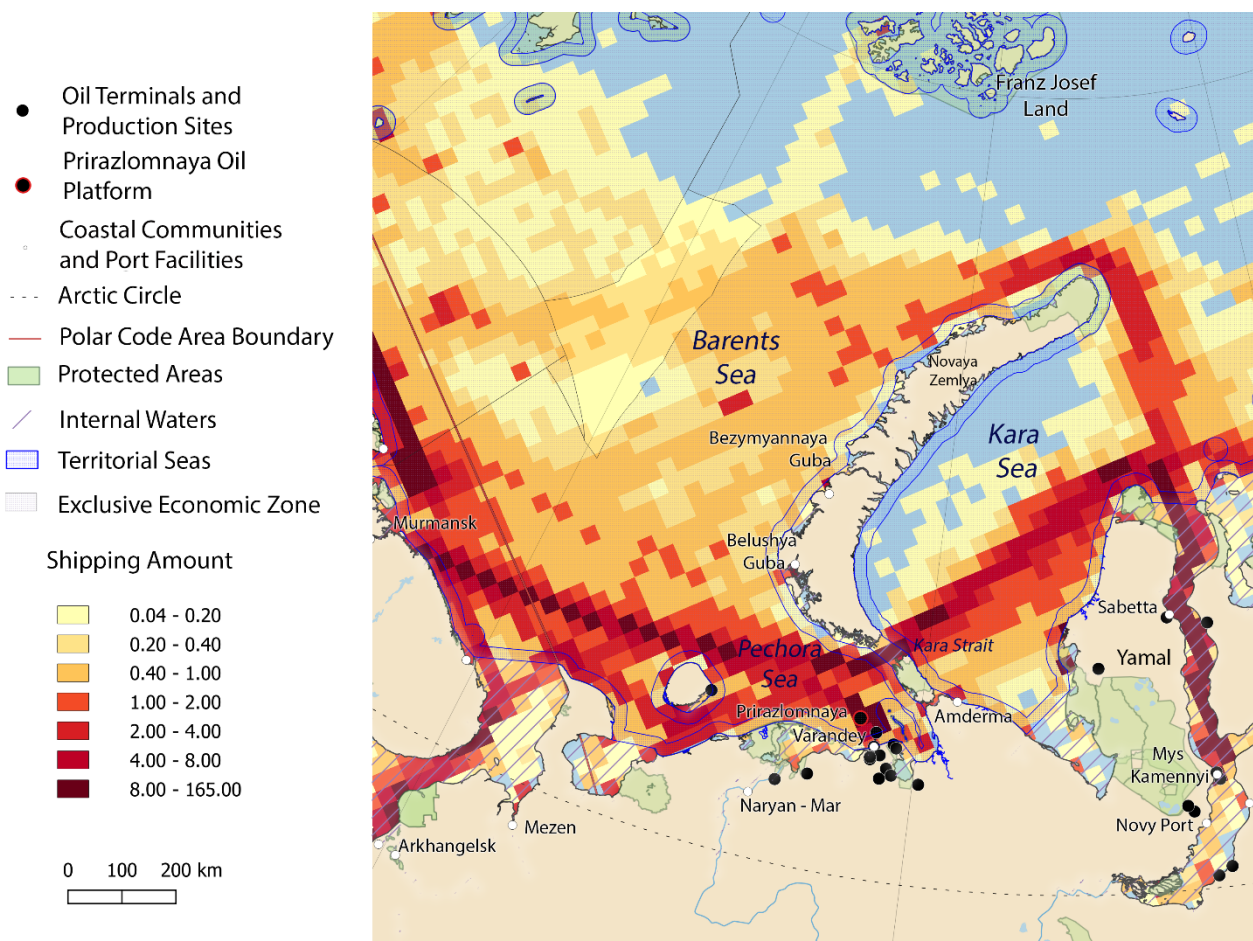 Oil Terminals and
Production Sites
Prirazlomnaya Oil
Platform
Coastal Communities
and Port Facilities
Arctic Circle
Polar Code Area Boundary
Protected Areas
Internal Waters
Territorial Seas
Exclusive Economic Zone
Shipping Amount
0.04 - 0.20
0.20 - 0.40
0.40 - 1.00
1.00 - 2.00
2.00 - 4.00
4.00 - 8.00
8.00 - 165.00
0 100 200 km
Franz Josef
Land
Barents
Sea
Novaya
Zemlya
Bezymyannaya
Guba
Kara
Sea
Murmansk
Belushya
Guba
Sabetta
Kara Strait
Pechora
Sea
Yamal
Prirazlomnaya
Amderma
Varandey
Mys
Kamennyi
Naryan - Mar
Novy Port
Mezen
Arkhangelsk